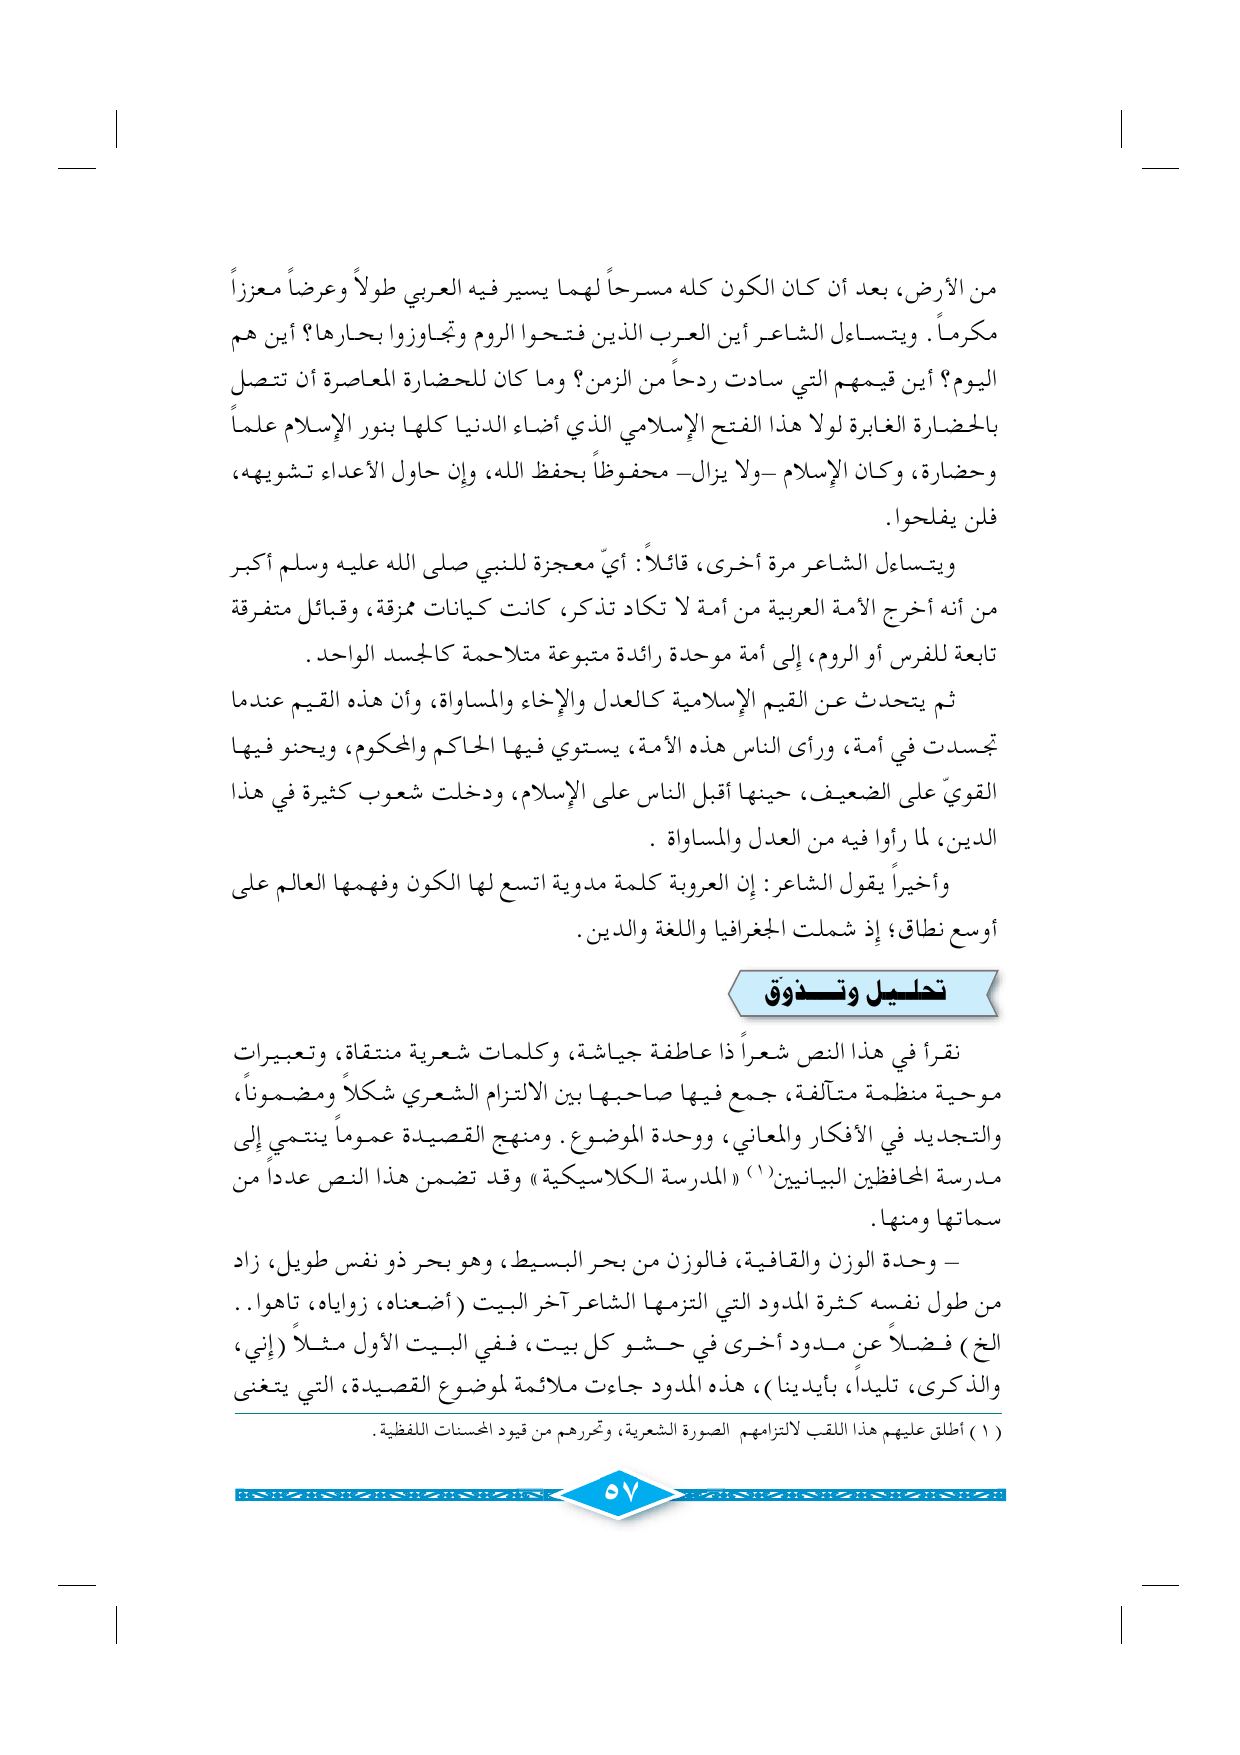 من الأرض، بعد أن كان الكون كله مسرحاً لهما يسير فيه العربي طولاً وعرضاً معززاً
مكرماً. ويتساءل الشاعر أين العرب الذين فتحوا الروم وتجاوزوا بحارها؟ أين هم
اليوم؟ أين قيمهم التي سادت ردحاً من الزمن؟ وما كان للحضارة المعاصرة أن تتصل
بالحضارة الغابرة لولا هذا الفتح الإسلامي الذي أضاء الدنيا كلها بنور الإسلام علماً
وحضارة، وكان الإسلام –ولا يزال– محفوظاً بحفظ الله، وإن حاول الأعداء تشويهه،
فلن يفلحوا.
ويتساءل الشاعر مرة أخرى، قائلاً: أيّ معجزة للنبي صلى الله عليه وسلم أكبر
من أنه أخرج الأمة العربية من أمة لا تكاد تذكر، كانت كيانات ممزقة، وقبائل متفرقة
تابعة للفرس أو الروم، إلى أمة موحدة رائدة متبوعة متلاحمة كالجسد الواحد.
ثم يتحدث عن القيم الإسلامية كالعدل والإخاء والمساواة، وأن هذه القيم عندما
تجسدت في أمة، ورأى الناس هذه الأمة، يستوي فيها الحاكم والمحكوم، ويحنو فيها
القويّ على الضعيف، حينها أقبل الناس على الإسلام، ودخلت شعوب كثيرة في هذا
الدين، لما رأوا فيه من العدل والمساواة .
وأخيراً يقول الشاعر: إن العروبة كلمة مدوية اتسع لها الكون وفهمها العالم على
أوسع نطاق؛ إذ شملت الجغرافيا واللغة والدين.
تحليل وتذوّق
نقرأ في هذا النص شعراً ذا عاطفة جياشة، وكلمات شعرية منتقاة، وتعبيرات
موحية منظمة متآلفة، جمع فيها صاحبها بين الالتزام الشعري شكلاً ومضموناً،
والتجديد في الأفكار والمعاني، ووحدة الموضوع. ومنهج القصيدة عموماً ينتمي إلى
مدرسة المحافظين البيانيين(١) «المدرسة الكلاسيكية» وقد تضمن هذا النص عدداً من
سماتها ومنها.
– وحدة الوزن والقافية، فالوزن من بحر البسيط، وهو بحر ذو نفس طويل، زاد
من طول نفسه كثرة المدود التي التزمها الشاعر آخر البيت (أضعناه، زواياه، تاهوا..
الخ) فضلاً عن مدود أخرى في حشو كل بيت، ففي البيت الأول مثلاً (إني،
والذكرى، تليداً، بأيدينا)، هذه المدود جاءت ملائمة لموضوع القصيدة، التي يتغنى
(١) أطلق عليهم هذا اللقب لالتزامهم الصورة الشعرية، وتحررهم من قيود المحسنات اللفظية.
٥٧